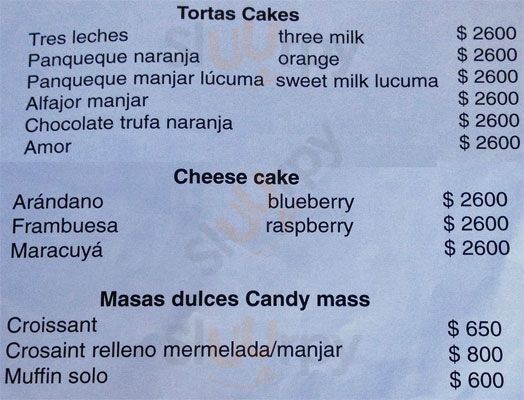 Tortas Cakes
Tres leches three milk $ 2600
Panqueque naranja orange $ 2600
Panqueque manjar lúcuma sweet milk lucuma $ 2600
Alfajor manjar $ 2600
Chocolate trufa naranja $ 2600
Amor $ 2600
Cheese cake
Arándano blueberry $ 2600
Frambuesa raspberry $ 2600
Maracuyá $ 2600
Masas dulces Candy mass
Croissant $ 650
Crosaint relleno mermelada/manjar $ 800
Muffin solo $ 600